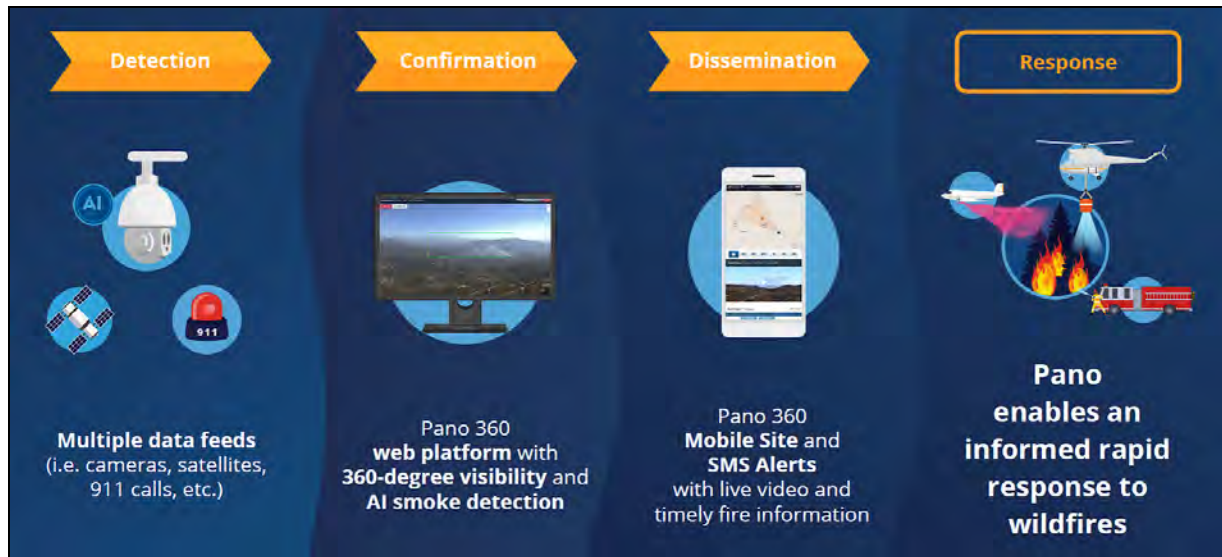 Detection
Confirmation
Dissemination
Response
AI
911
Multiple data feeds
(i.e. cameras, satellites,
911 calls, etc.)
Pano 360
web platform with
360-degree visibility and
AI smoke detection
Pano 360
Mobile Site and
SMS Alerts
with live video and
timely fire information
Pano
enables an
informed rapid
response to
wildfires